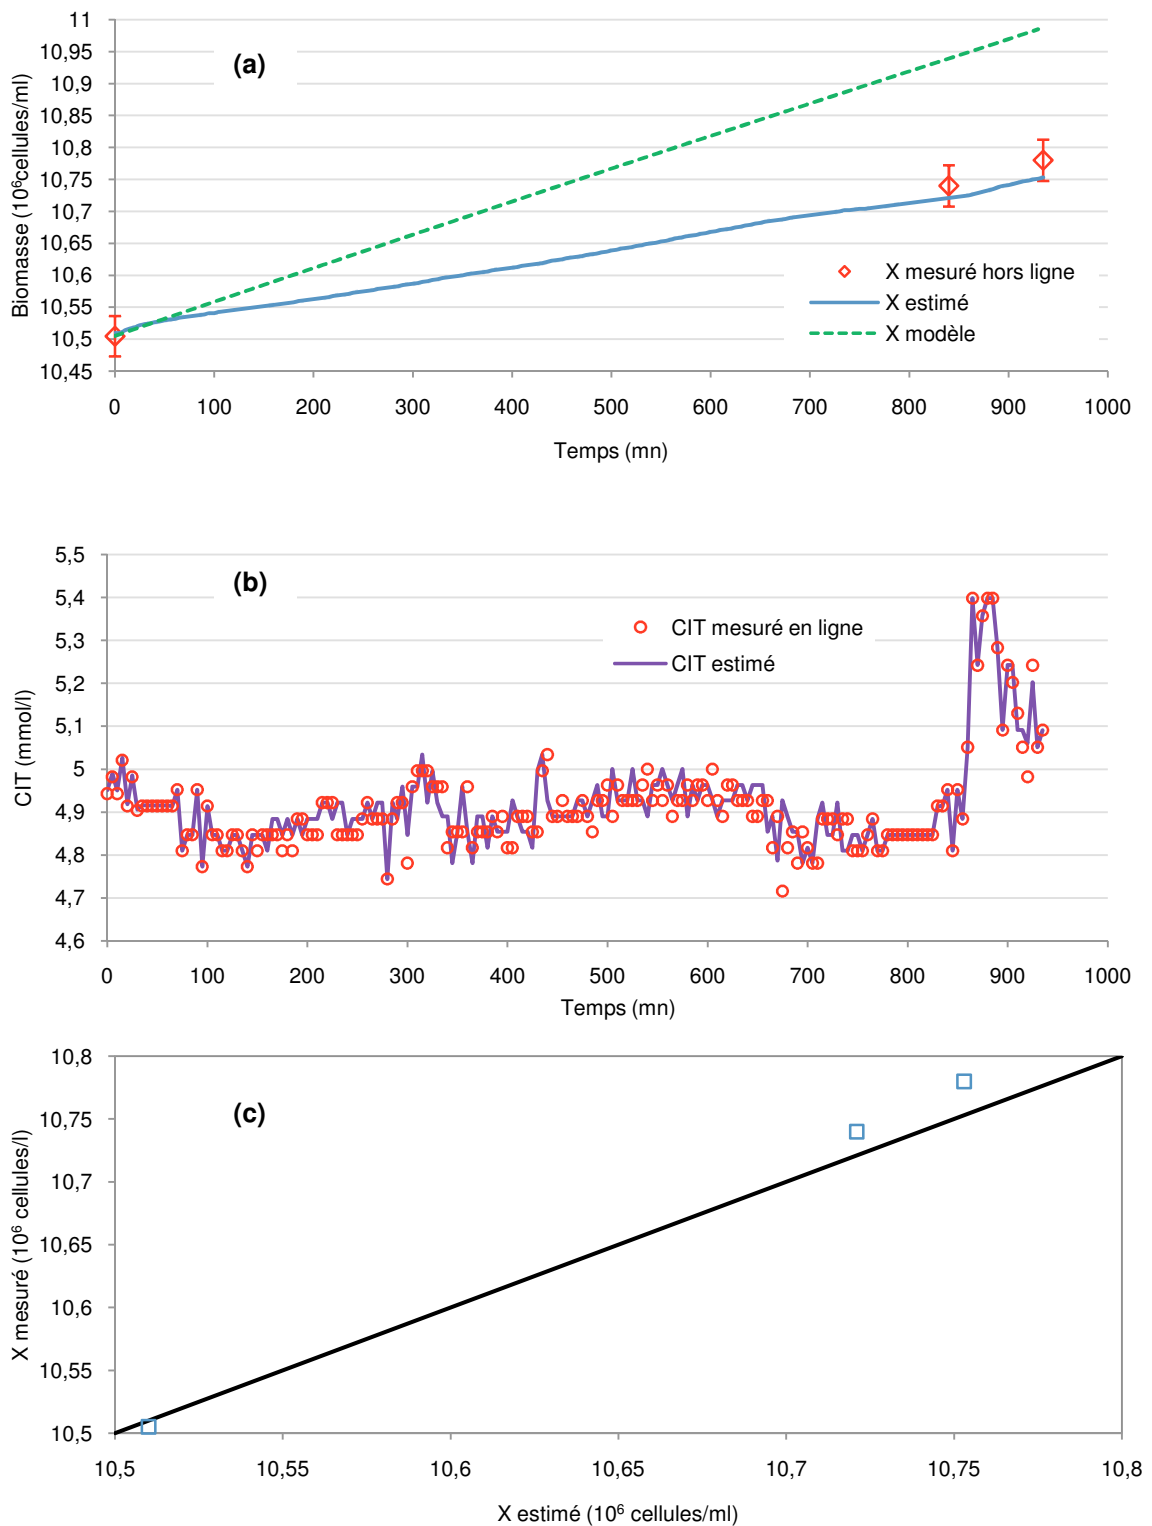 11
10,95
10,9
10,85
10,8
10,75
10,7
10,65
10,6
10,55
10,5
10,45
Biomasse (10⁶cellules/ml)
(a)
X mesuré hors ligne
X estimé
X modèle
0 100 200 300 400 500 600 700 800 900 1000
Temps (mn)
5,5
5,4
5,3
5,2
5,1
5
4,9
4,8
4,7
4,6
CIT (mmol/l)
(b)
CIT mesuré en ligne
CIT estimé
0 100 200 300 400 500 600 700 800 900 1000
Temps (mn)
10,8
10,75
10,7
10,65
10,6
10,55
10,5
X mesuré (10⁶ cellules/l)
(c)
10,5 10,55 10,6 10,65 10,7 10,75 10,8
X estimé (10⁶ cellules/ml)